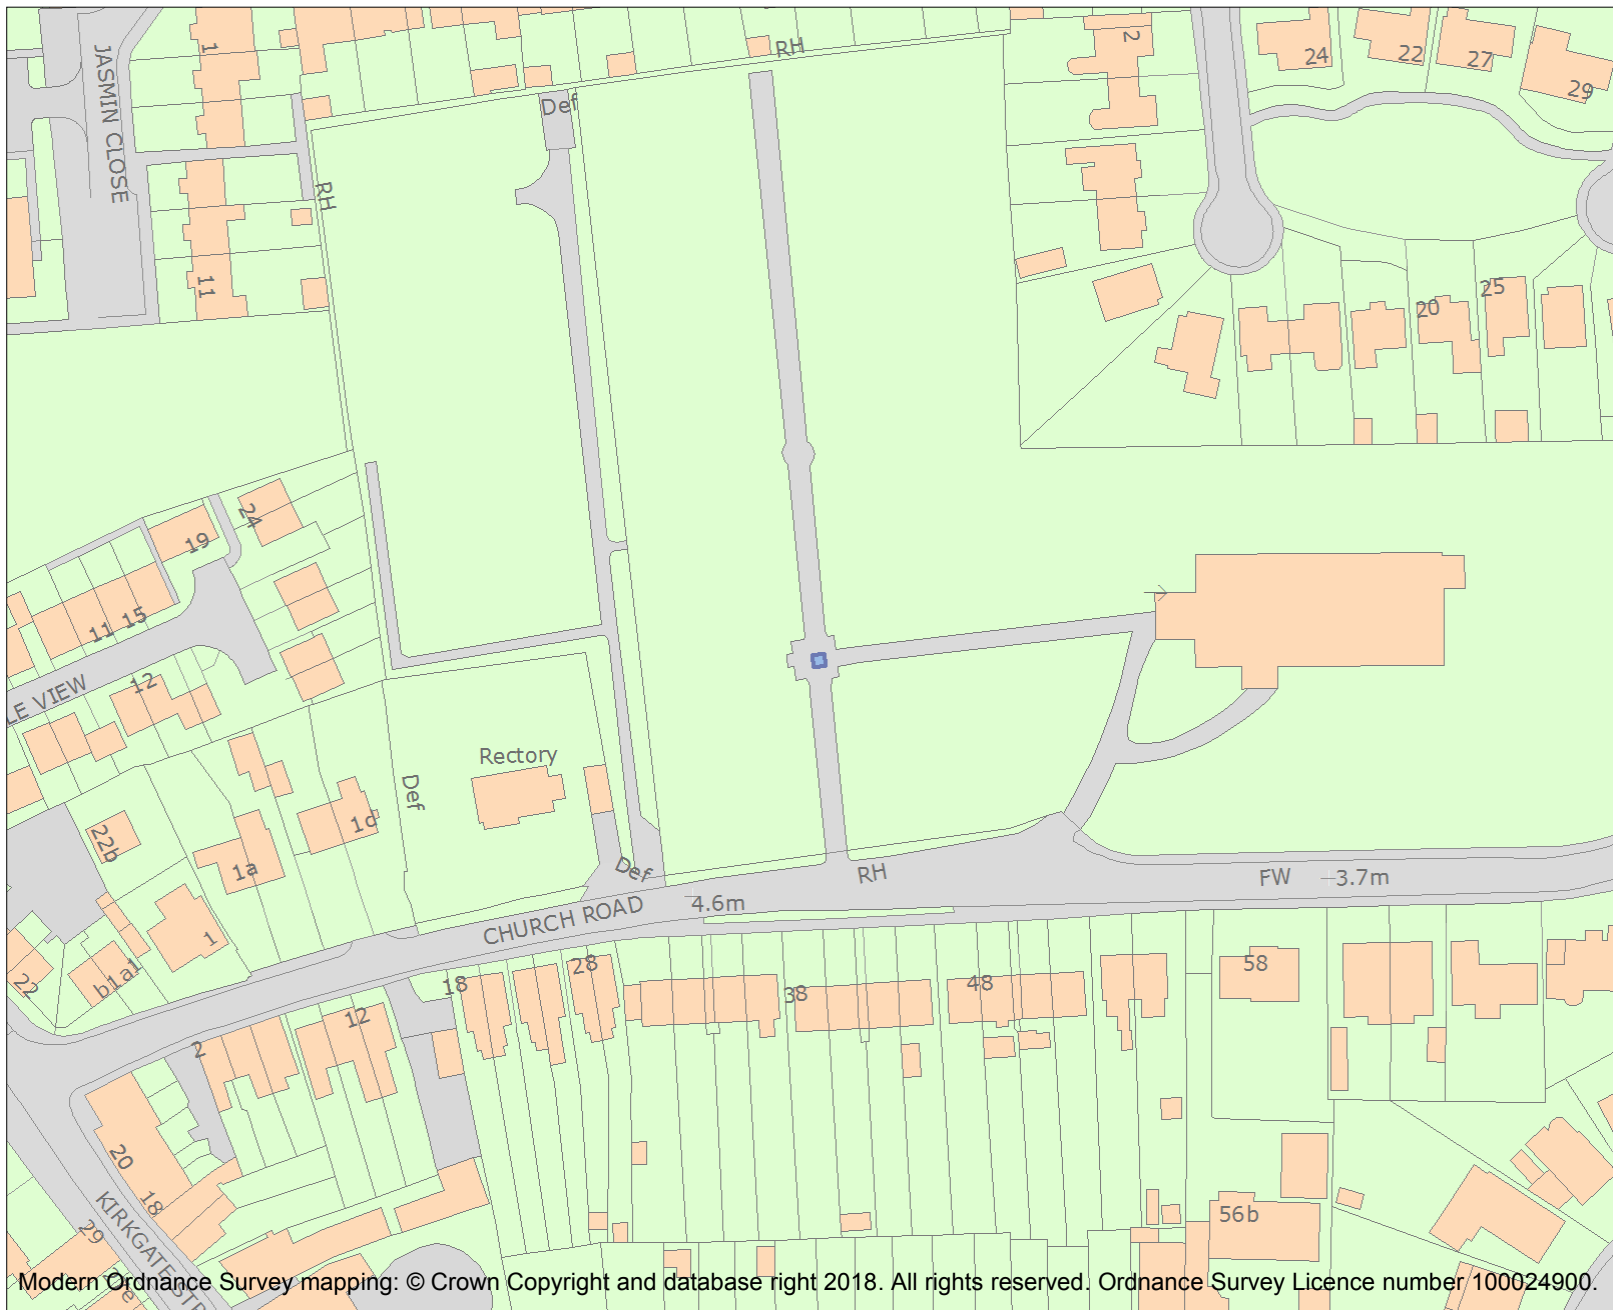 RH
2
24
22
27
29
1
JASMIN CLOSE
Def
RH
11
25
20
24
19
15
11
12
LE VIEW
Rectory
Def
1c
1a
22b
Def
RH
FW
3.7m
4.6m
CHURCH ROAD
1
b1a1
22
18
28
38
48
58
12
2
20
18
KIRKGATE STR
29
56b
Modern Ordnance Survey mapping: © Crown Copyright and database right 2018. All rights reserved. Ordnance Survey Licence number 100024900.